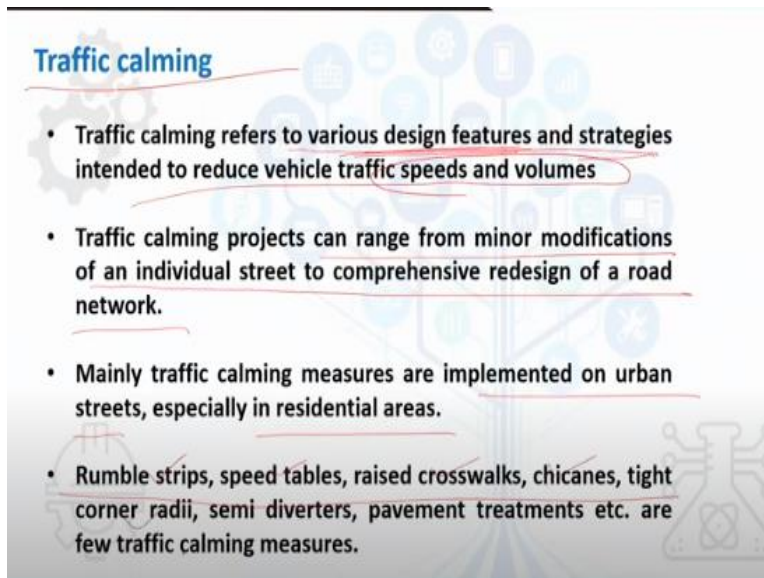 Traffic calming
• Traffic calming refers to various design features and strategies
intended to reduce vehicle traffic speeds and volumes
• Traffic calming projects can range from minor modifications
of an individual street to comprehensive redesign of a road
network.
• Mainly traffic calming measures are implemented on urban
streets, especially in residential areas.
• Rumble strips, speed tables, raised crosswalks, chicanes, tight
corner radii, semi diverters, pavement treatments etc. are
few traffic calming measures.